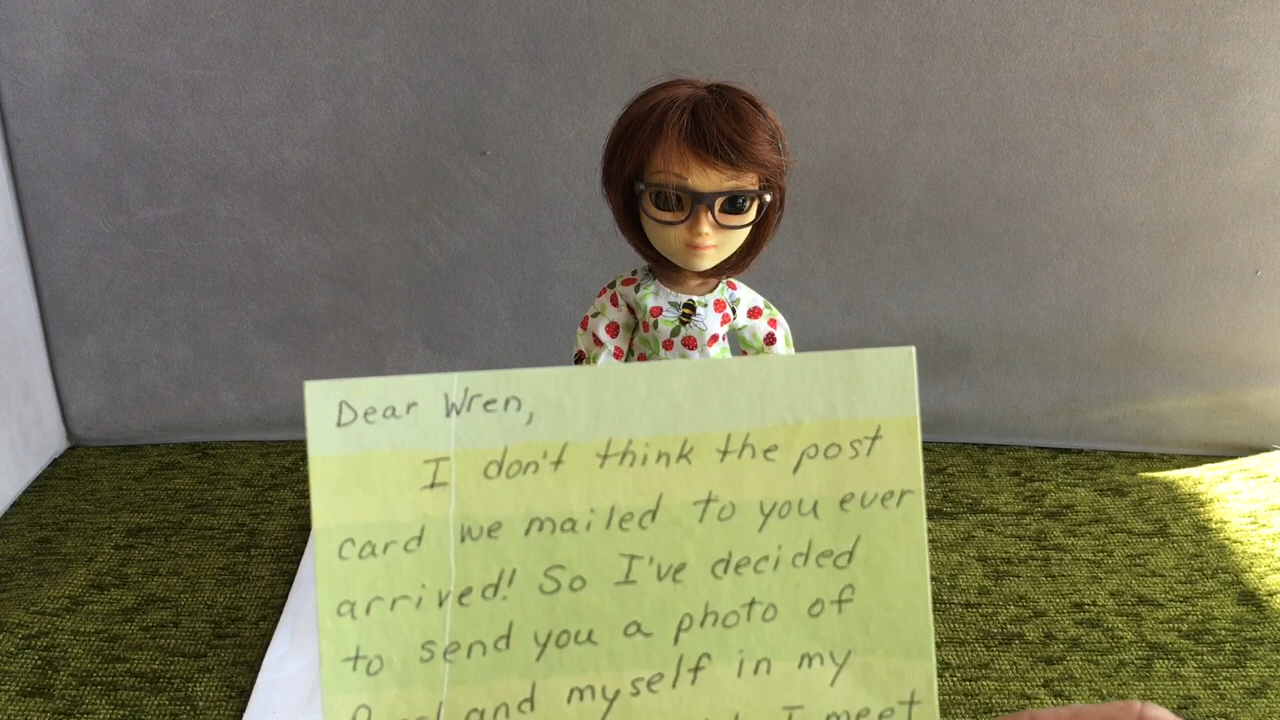 Dear Wren,
I don't think the post
card we mailed to you ever
arrived! So I've decided
to send you a photo of
and myself in my
I meet